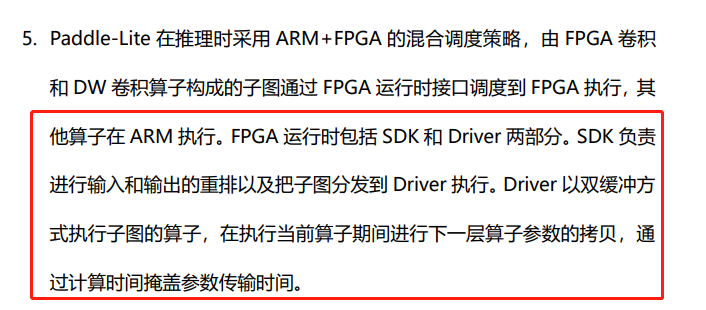 5. Paddle-Lite 在推理时采用 ARM+FPGA 的混合调度策略，由 FPGA 卷积
和 DW 卷积算子构成的子图通过 FPGA 运行时接口调度到 FPGA 执行，其
他算子在 ARM 执行。FPGA 运行时包括 SDK 和 Driver 两部分。SDK 负责
进行输入和输出的重排以及把子图分发到 Driver 执行。Driver 以双缓冲方
式执行子图的算子，在执行当前算子期间进行下一层算子参数的拷贝，通
过计算时间掩盖参数传输时间。